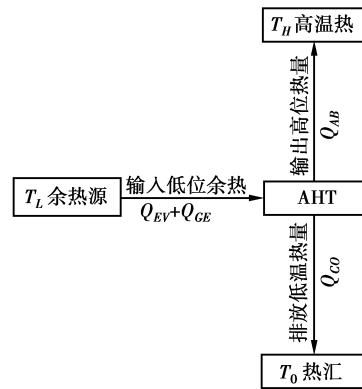 T_H 高温热
输出高位热量
Q_AB
T_L 余热源
输入低位余热
Q_EV+Q_GE
AHT
排放低温热量
Q_CO
T_0 热汇